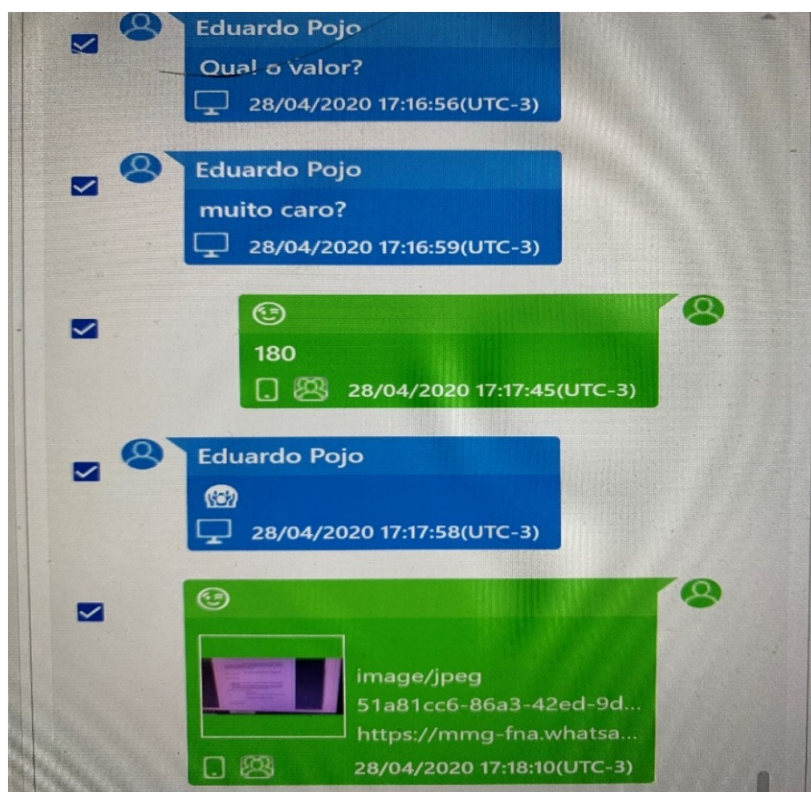 Eduardo Pojo
Qual o valor?
28/04/2020 17:16:56(UTC-3)
Eduardo Pojo
muito caro?
28/04/2020 17:16:59(UTC-3)
180
28/04/2020 17:17:45(UTC-3)
Eduardo Pojo
28/04/2020 17:17:58(UTC-3)
image/jpeg
51a81cc6-86a3-42ed-9d...
https://mmg-fna.whatsa...
28/04/2020 17:18:10(UTC-3)